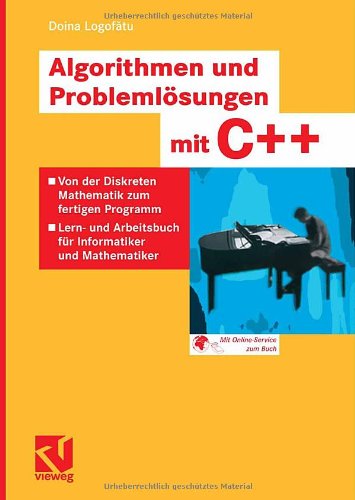 Urheberrechtlich geschütztes Material
Doina Logofătu
Algorithmen und
Problemlösungen
mit C++
Von der Diskreten
Mathematik zum
fertigen Programm
Lern- und Arbeitsbuch
für Informatiker
und Mathematiker
Mit Online-Service
zum Buch
vieweg
Urheberrechtlich geschütztes Material